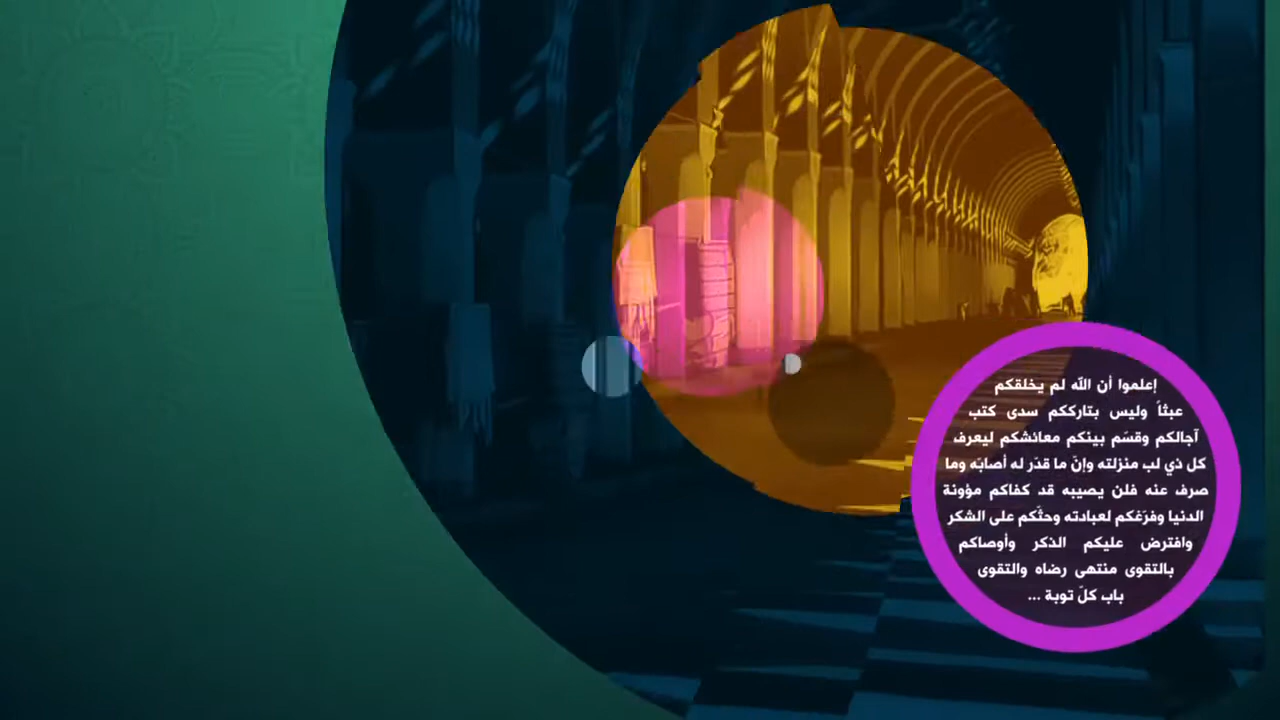 إعلموا أن الله لم يخلقكم
عبثاً وليس بتارككم سدى كتب
آجالكم وقسّم بينكم معائشكم ليعرف
كل ذي لب منزلته وإنّ ما قدّر له أصابّه وما
صرف عنه فلن يصيبه قد كفاكم مؤونة
الدنيا وفرّغكم لعبادته وحثّكم على الشكر
وافترض عليكم الذكر وأوصاكم
بالتقوى منتهى رضاه والتقوى
باب كلّ توبة ...